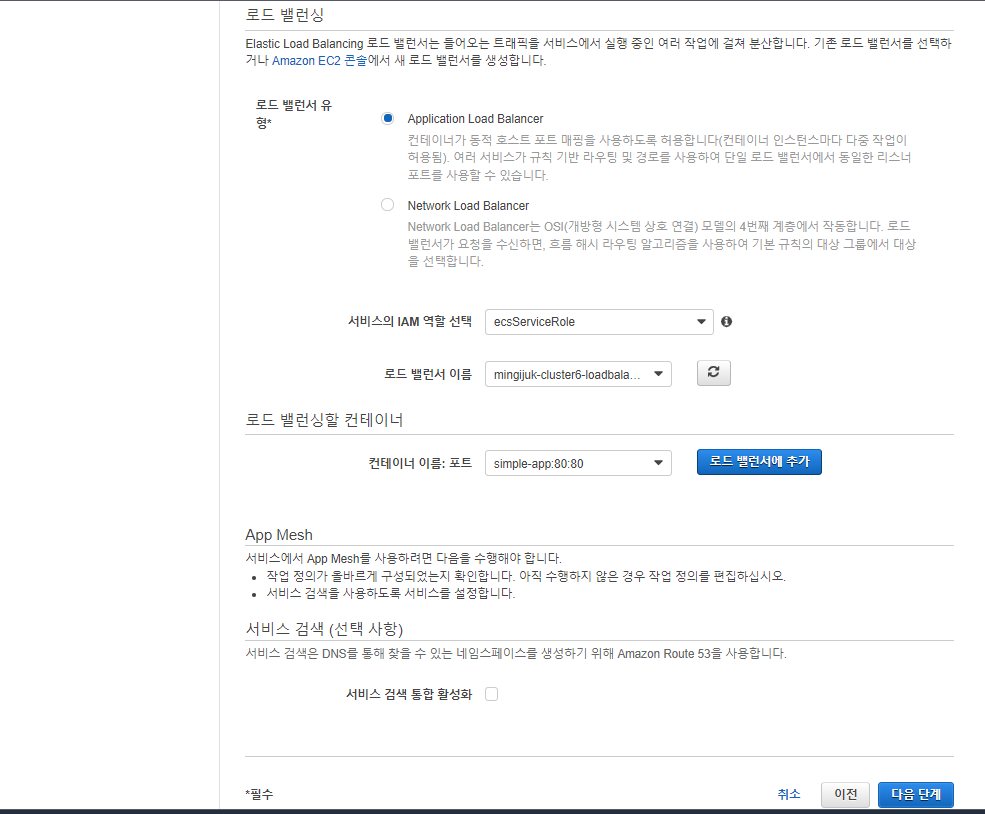 로드 밸런싱
Elastic Load Balancing 로드 밸런서는 들어오는 트래픽을 서비스에서 실행 중인 여러 작업에 걸쳐 분산합니다. 기존 로드 밸런서를 선택하
거나 Amazon EC2 콘솔에서 새 로드 밸런서를 생성합니다.
로드 밸런서 유
형*
Application Load Balancer
컨테이너가 동적 호스트 포트 매핑을 사용하도록 허용합니다(컨테이너 인스턴스마다 다중 작업이
허용됨). 여러 서비스가 규칙 기반 라우팅 및 경로를 사용하여 단일 로드 밸런서에서 동일한 리스너
포트를 사용할 수 있습니다.
Network Load Balancer
Network Load Balancer는 OSI(개방형 시스템 상호 연결) 모델의 4번째 계층에서 작동합니다. 로드
밸런서가 요청을 수신하면, 흐름 해시 라우팅 알고리즘을 사용하여 기본 규칙의 대상 그룹에서 대상
을 선택합니다.
서비스의 IAM 역할 선택 ecsServiceRole
로드 밸런서 이름 mingijuk-cluster6-loadbala...
로드 밸런싱할 컨테이너
컨테이너 이름: 포트 simple-app:80:80 로드 밸런서에 추가
App Mesh
서비스에서 App Mesh를 사용하려면 다음을 수행해야 합니다.
• 작업 정의가 올바르게 구성되었는지 확인합니다. 아직 수행하지 않은 경우 작업 정의를 편집하십시오.
• 서비스 검색을 사용하도록 서비스를 설정합니다.
서비스 검색 (선택 사항)
서비스 검색은 DNS를 통해 찾을 수 있는 네임스페이스를 생성하기 위해 Amazon Route 53을 사용합니다.
서비스 검색 통합 활성화
*필수 취소 이전 다음 단계